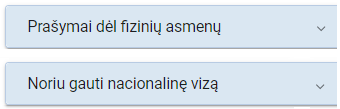 Prašymai dėl fizinių asmenų
Noriu gauti nacionalinę vizą